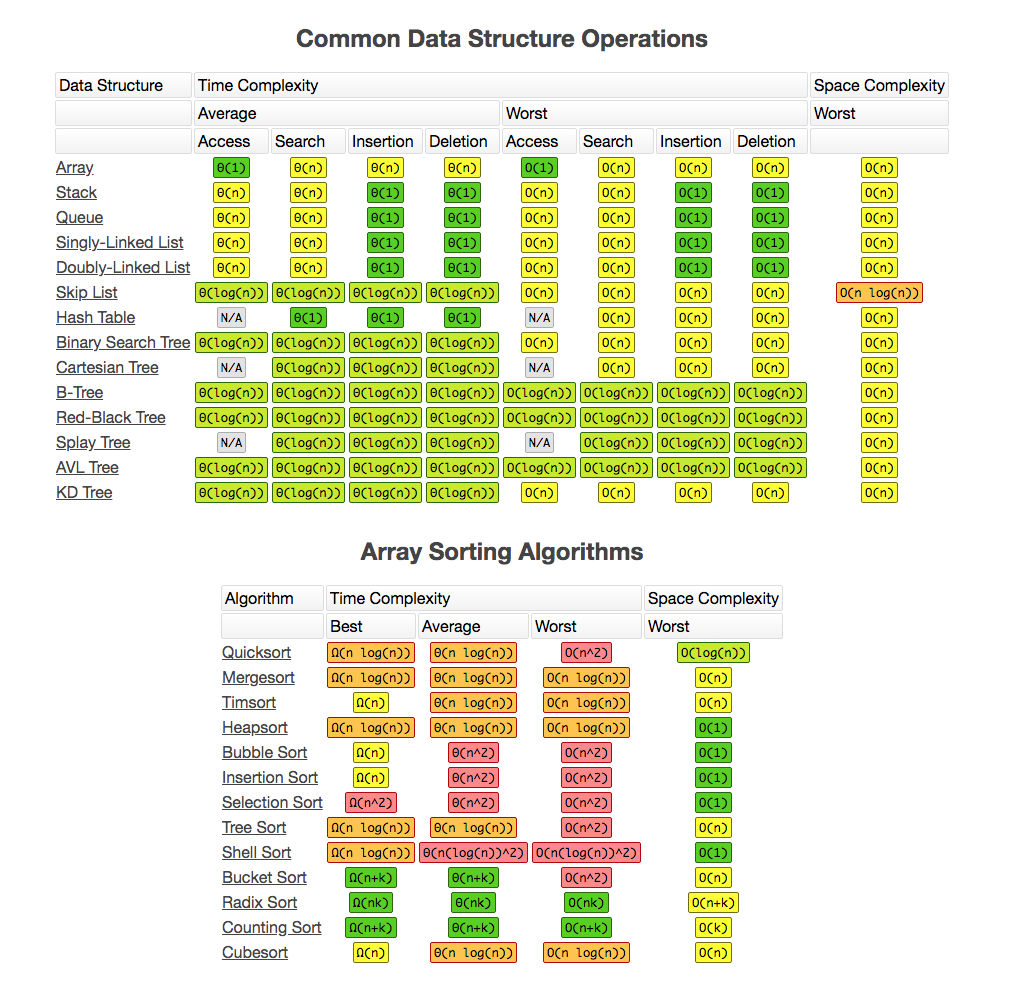 Common Data Structure Operations
Data Structure Time Complexity Space Complexity
Average Worst Worst
Access Search Insertion Deletion Access Search Insertion Deletion
Array Θ(1) Θ(n) Θ(n) Θ(n) O(1) O(n) O(n) O(n) O(n)
Stack Θ(n) Θ(n) Θ(1) Θ(1) O(n) O(n) O(1) O(1) O(n)
Queue Θ(n) Θ(n) Θ(1) Θ(1) O(n) O(n) O(1) O(1) O(n)
Singly-Linked List Θ(n) Θ(n) Θ(1) Θ(1) O(n) O(n) O(1) O(1) O(n)
Doubly-Linked List Θ(n) Θ(n) Θ(1) Θ(1) O(n) O(n) O(1) O(1) O(n)
Skip List Θ(log(n)) Θ(log(n)) Θ(log(n)) Θ(log(n)) O(n) O(n) O(n) O(n) O(n log(n))
Hash Table N/A Θ(1) Θ(1) Θ(1) N/A O(n) O(n) O(n) O(n)
Binary Search Tree Θ(log(n)) Θ(log(n)) Θ(log(n)) Θ(log(n)) O(n) O(n) O(n) O(n) O(n)
Cartesian Tree N/A Θ(log(n)) Θ(log(n)) Θ(log(n)) N/A O(n) O(n) O(n) O(n)
B-Tree Θ(log(n)) Θ(log(n)) Θ(log(n)) Θ(log(n)) O(log(n)) O(log(n)) O(log(n)) O(log(n)) O(n)
Red-Black Tree Θ(log(n)) Θ(log(n)) Θ(log(n)) Θ(log(n)) O(log(n)) O(log(n)) O(log(n)) O(log(n)) O(n)
Splay Tree N/A Θ(log(n)) Θ(log(n)) Θ(log(n)) N/A O(log(n)) O(log(n)) O(log(n)) O(n)
AVL Tree Θ(log(n)) Θ(log(n)) Θ(log(n)) Θ(log(n)) O(log(n)) O(log(n)) O(log(n)) O(log(n)) O(n)
KD Tree Θ(log(n)) Θ(log(n)) Θ(log(n)) Θ(log(n)) O(n) O(n) O(n) O(n) O(n)
Array Sorting Algorithms
Algorithm Time Complexity Space Complexity
Best Average Worst Worst
Quicksort Ω(n log(n)) Θ(n log(n)) O(n^2) O(log(n))
Mergesort Ω(n log(n)) Θ(n log(n)) O(n log(n)) O(n)
Timsort Ω(n) Θ(n log(n)) O(n log(n)) O(n)
Heapsort Ω(n log(n)) Θ(n log(n)) O(n log(n)) O(1)
Bubble Sort Ω(n) Θ(n^2) O(n^2) O(1)
Insertion Sort Ω(n) Θ(n^2) O(n^2) O(1)
Selection Sort Ω(n^2) Θ(n^2) O(n^2) O(1)
Tree Sort Ω(n log(n)) Θ(n log(n)) O(n^2) O(n)
Shell Sort Ω(n log(n)) Θ(n(log(n))^2) O(n(log(n))^2) O(1)
Bucket Sort Ω(n+k) Θ(n+k) O(n^2) O(n)
Radix Sort Ω(nk) Θ(nk) O(nk) O(n+k)
Counting Sort Ω(n+k) Θ(n+k) O(n+k) O(k)
Cubesort Ω(n) Θ(n log(n)) O(n log(n)) O(n)